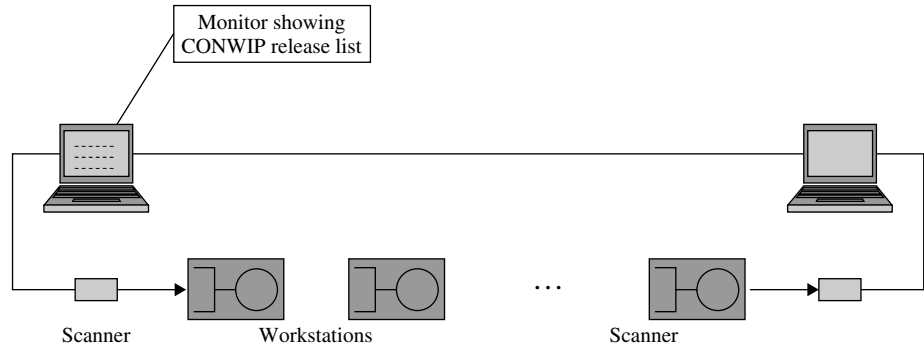 Monitor showing
CONWIP release list
...
Scanner
Workstations
Scanner